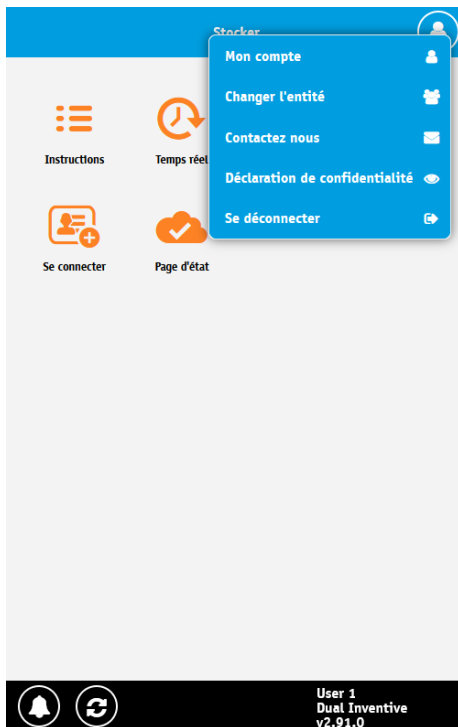 Stocker
Mon compte
Changer l'entité
Contactez nous
Déclaration de confidentialité
Se déconnecter
Instructions
Temps réel
Se connecter
Page d'état
User 1
Dual Inventive
v2.91.0